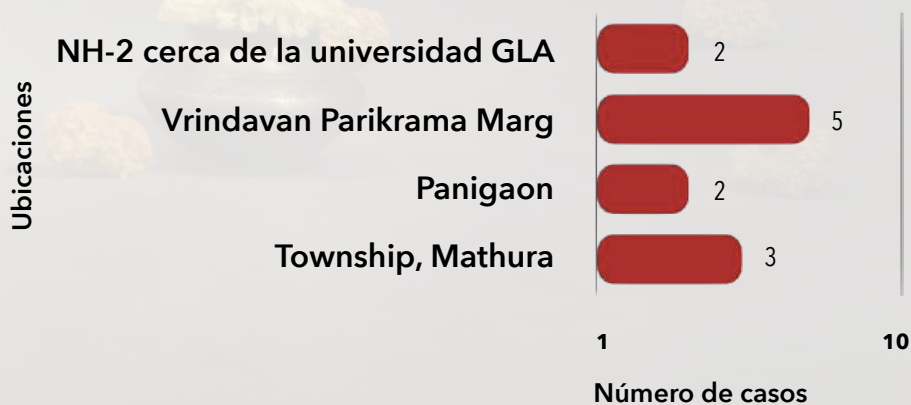 Ubicaciones
NH-2 cerca de la universidad GLA
2
Vrindavan Parikrama Marg
5
Panigaon
2
Township, Mathura
3
1
10
Número de casos